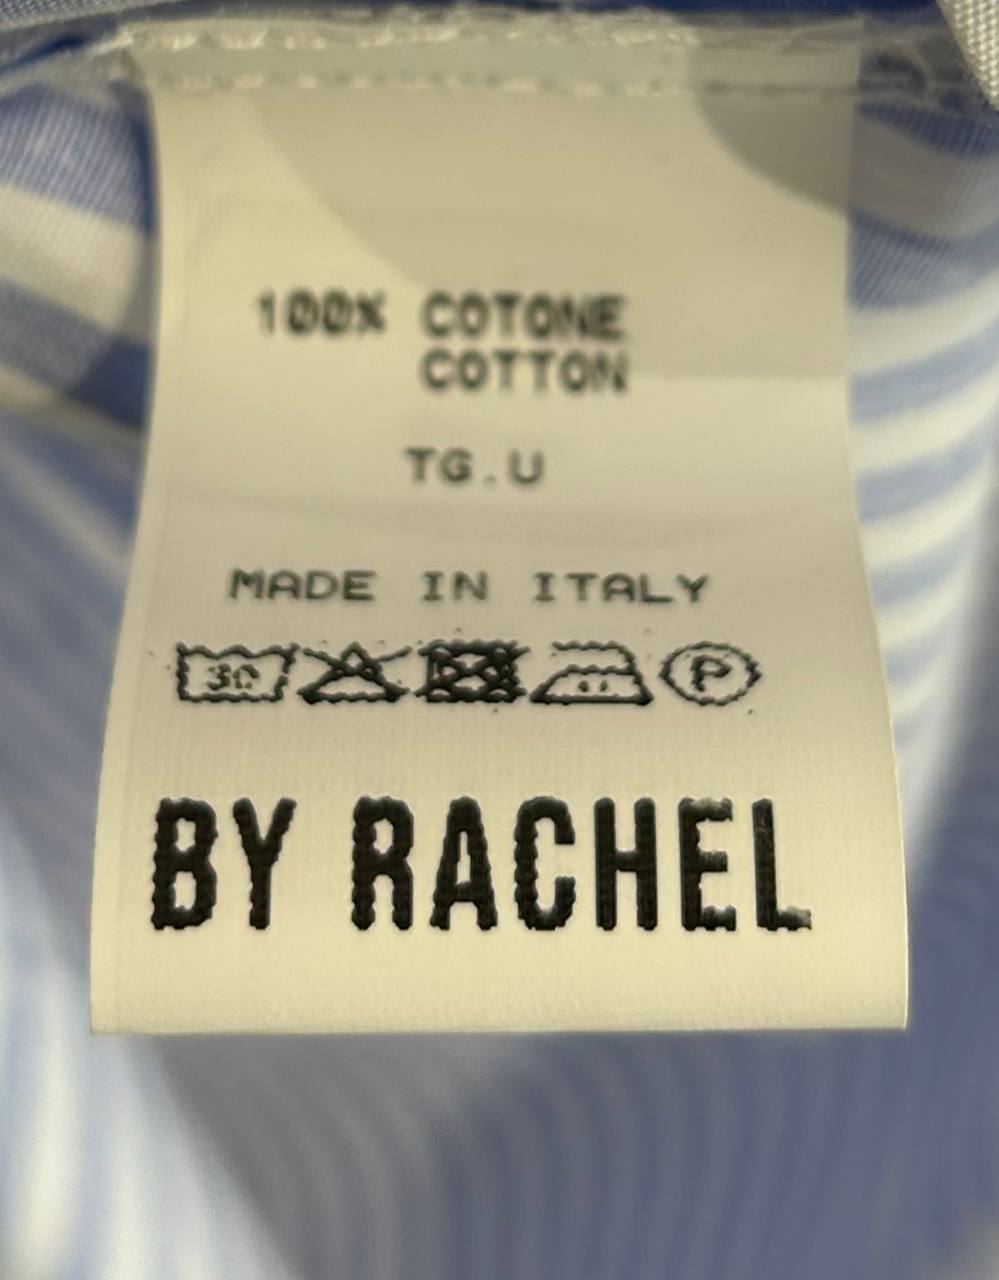 100% COTONE
COTTON
TG.U
MADE IN ITALY
30 P
BY RACHEL